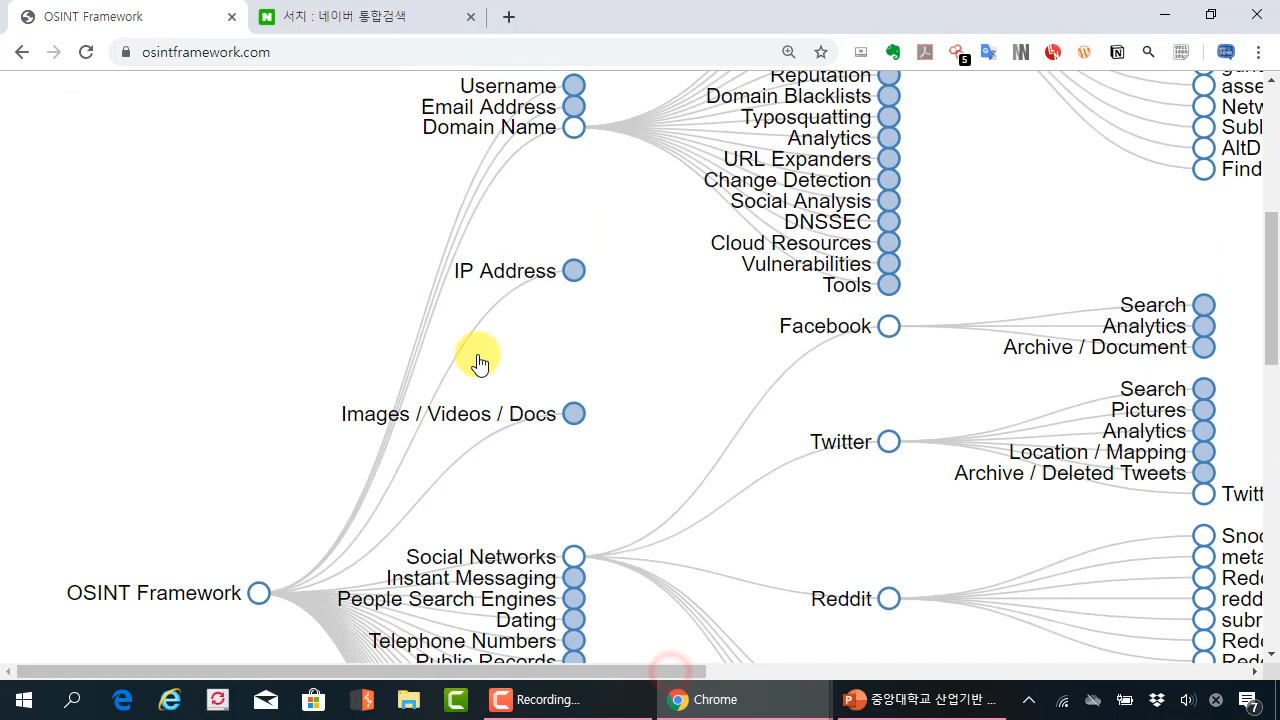 OSINT Framework
서치 : 네이버 통합검색
osintframework.com
5
Username
Email Address
Domain Name
IP Address
Images / Videos / Docs
Social Networks
OSINT Framework
Instant Messaging
People Search Engines
Dating
Telephone Numbers
Public Records
Reputation
Domain Blacklists
Typosquatting
Analytics
URL Expanders
Change Detection
Social Analysis
DNSSEC
Cloud Resources
Vulnerabilities
Tools
Facebook
Twitter
Reddit
Search
Analytics
Archive / Document
Search
Pictures
Analytics
Location / Mapping
Archive / Deleted Tweets
asse
Netw
Subl
AltD
Find
Twitt
Snoo
meta
Redd
redd
subr
Redd
Recording...
Chrome
중앙대학교 산업기반 ...
7